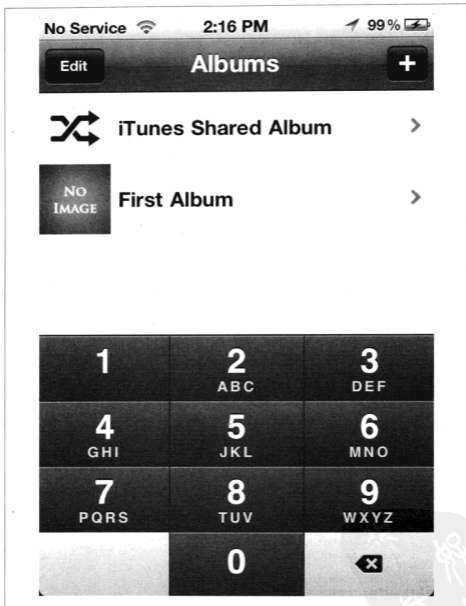 No Service 2:16 PM 99%
Edit Albums +
iTunes Shared Album
NO
IMAGE
First Album
1 2 3
ABC DEF
4 5 6
GHI JKL MNO
7 8 9
PQRS TUV WXYZ
0